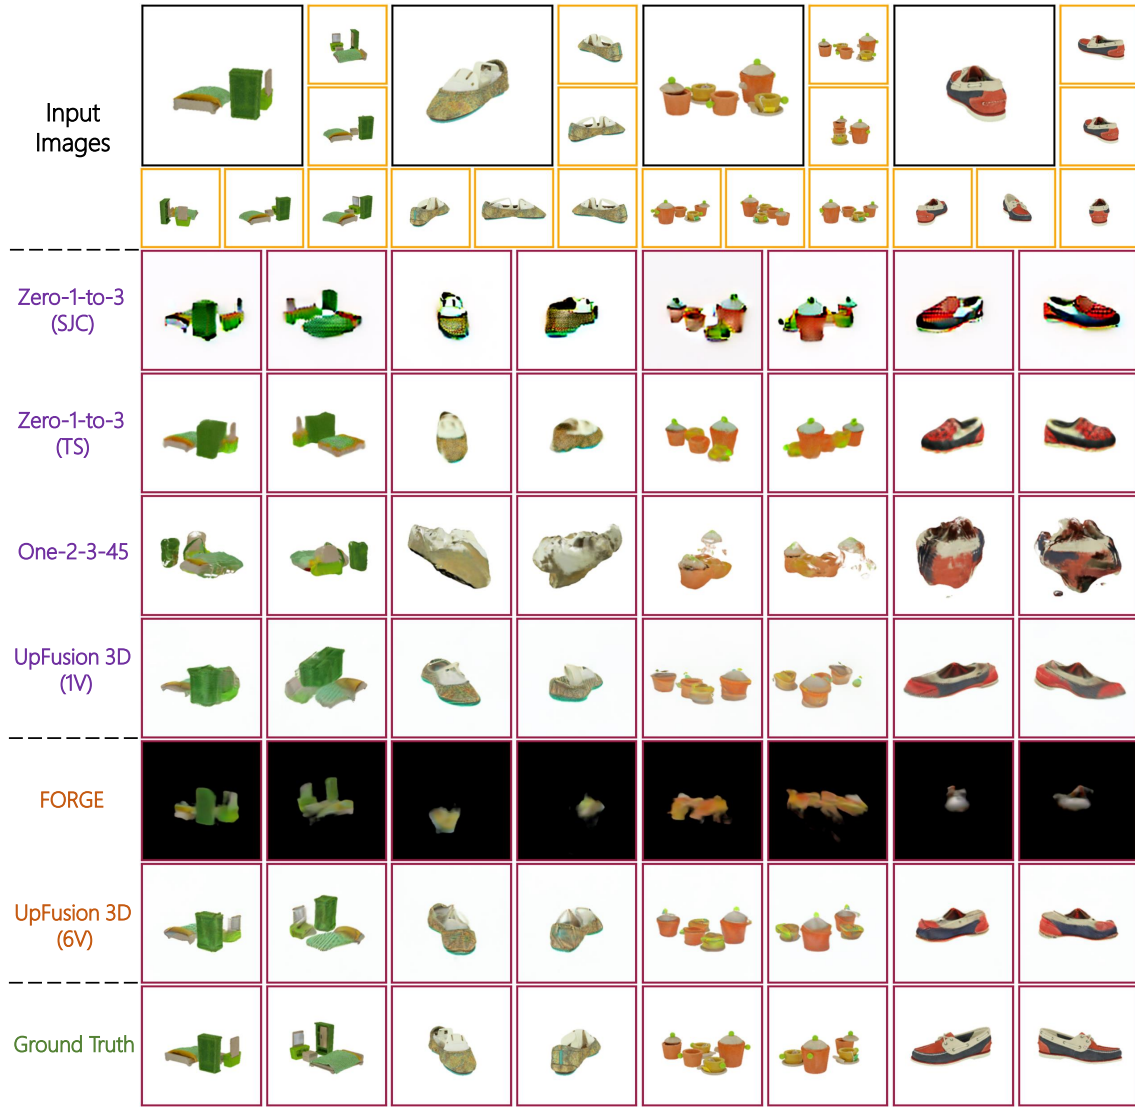 Input
Images
Zero-1-to-3
(SJC)
Zero-1-to-3
(TS)
One-2-3-45
UpFusion 3D
(1V)
FORGE
UpFusion 3D
(6V)
Ground Truth